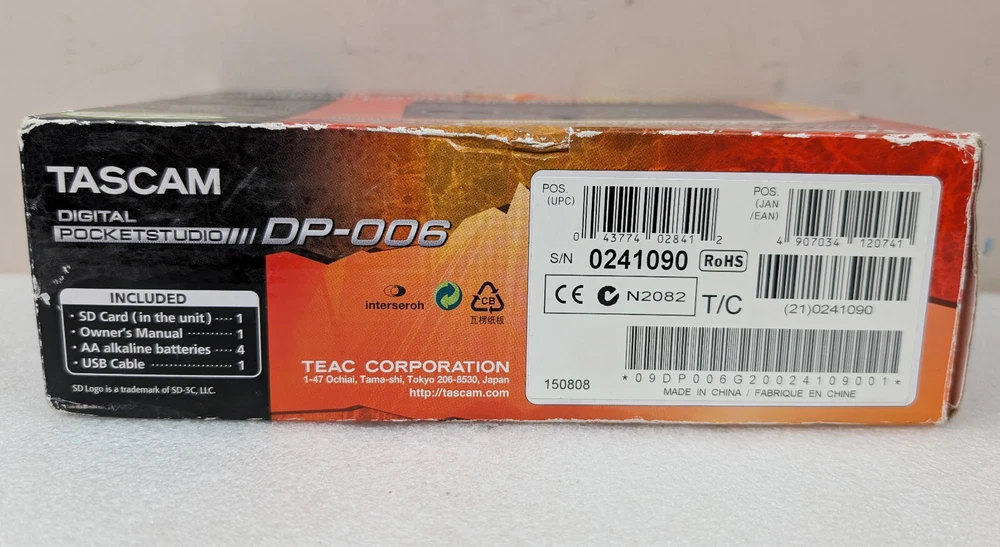 TASCAM
DIGITAL
POCKETSTUDIO DP-006
INCLUDED
・SD Card (in the unit) ···· 1
・Owner's Manual ········ 1
・AA alkaline batteries ···· 4
・USB Cable ············· 1
SD Logo is a trademark of SD-3C, LLC.
interseroh
CB
瓦楞纸板
TEAC CORPORATION
1-47 Ochiai, Tama-shi, Tokyo 206-8530, Japan
http://tascam.com
POS.
(UPC)
0 43774 02841 2
POS.
(JAN
/EAN)
4 907034 120741
S/N 0241090 RoHS
(21)0241090
CE N2082 T/C
150808
*09DP006G20024109001*
MADE IN CHINA / FABRIQUE EN CHINE